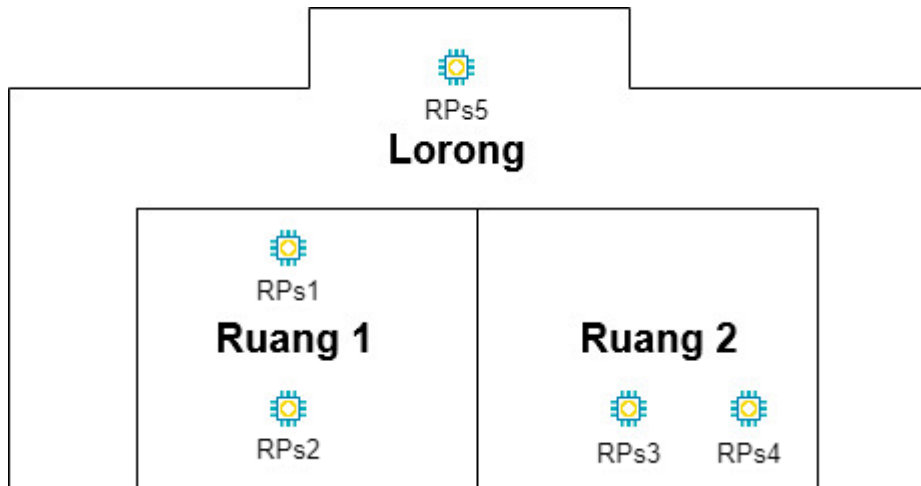 RPs5
Lorong
RPs1
Ruang 1
Ruang 2
RPs2
RPs3
RPs4